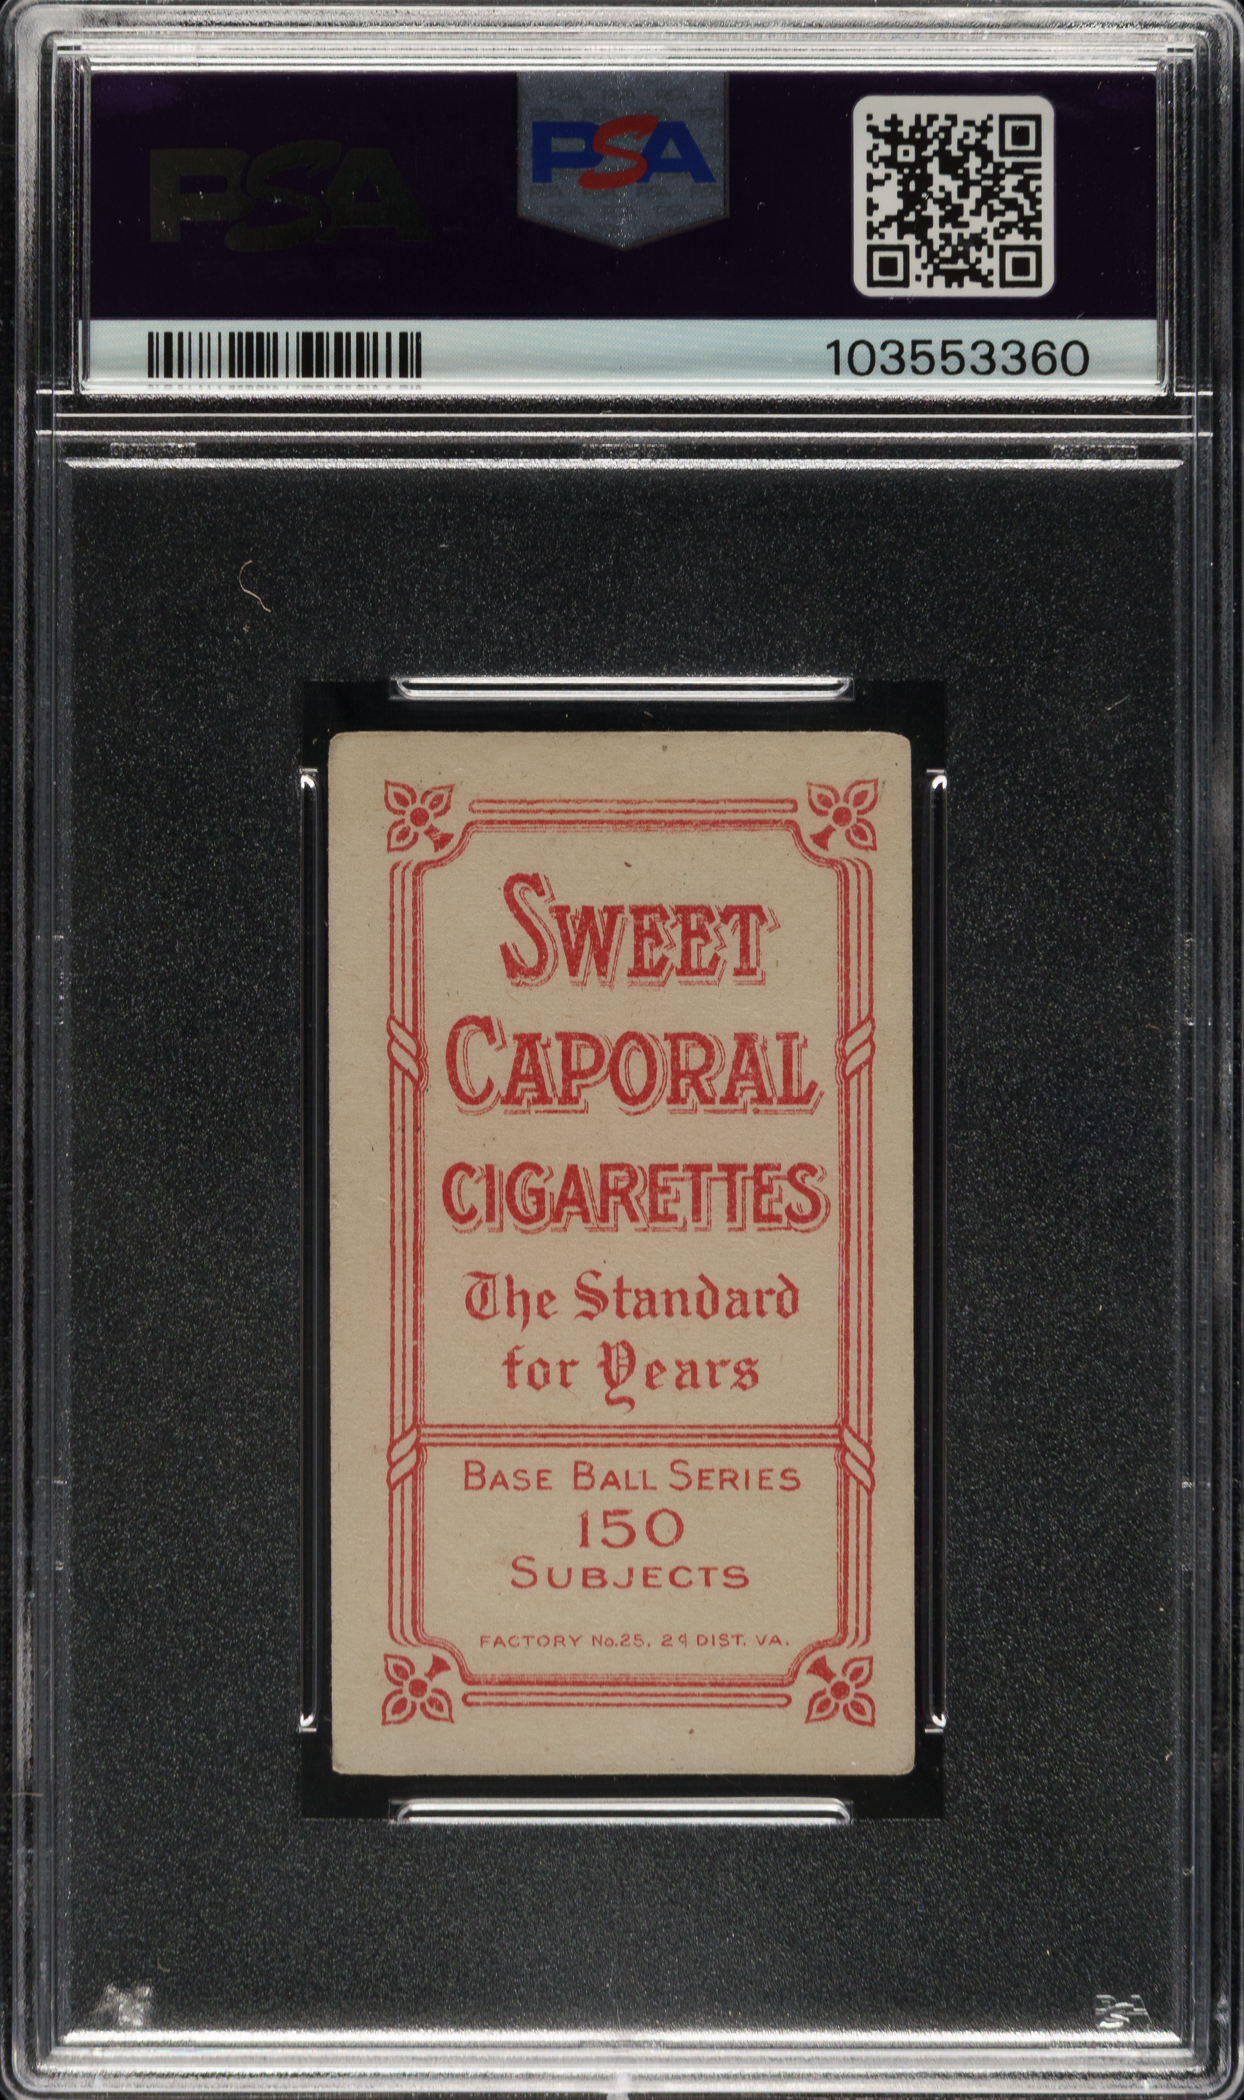 PSA
PSA
103553360
SWEET
CAPORAL
CIGARETTES
The Standard
for Years
BASE BALL SERIES
150
SUBJECTS
FACTORY No.25, 2d DIST. VA.
PSA